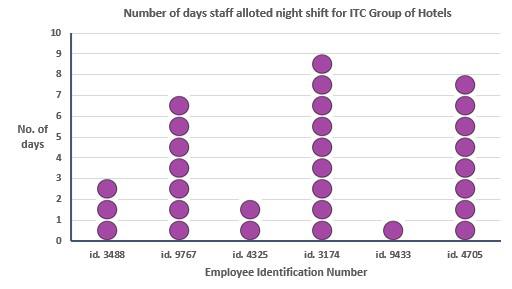 Number of days staff alloted night shift for ITC Group of Hotels
10
9
8
7
6
5
4
3
2
1
0
No. of
days
id. 3488 id. 9767 id. 4325 id. 3174 id. 9433 id. 4705
Employee Identification Number